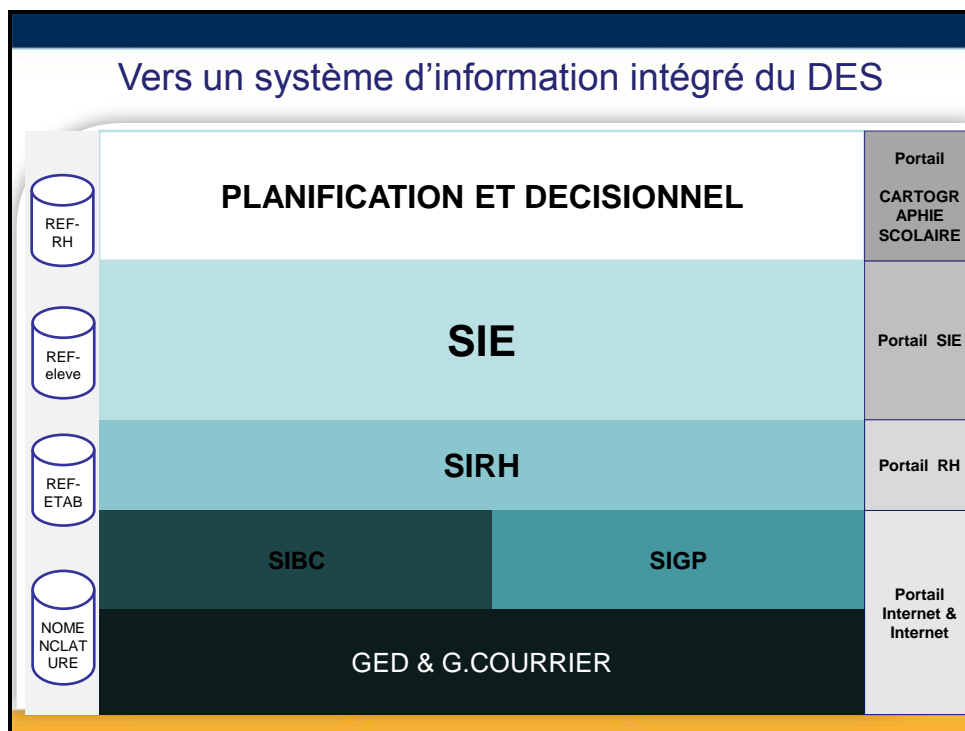 Vers un système d'information intégré du DES
REF-
RH
REF-
eleve
REF-
ETAB
NOME
NCLAT
URE
PLANIFICATION ET DECISIONNEL
SIE
SIRH
SIBC
SIGP
GED & G.COURRIER
Portail
CARTOGR
APHIE
SCOLAIRE
Portail SIE
Portail RH
Portail
Internet &
Internet